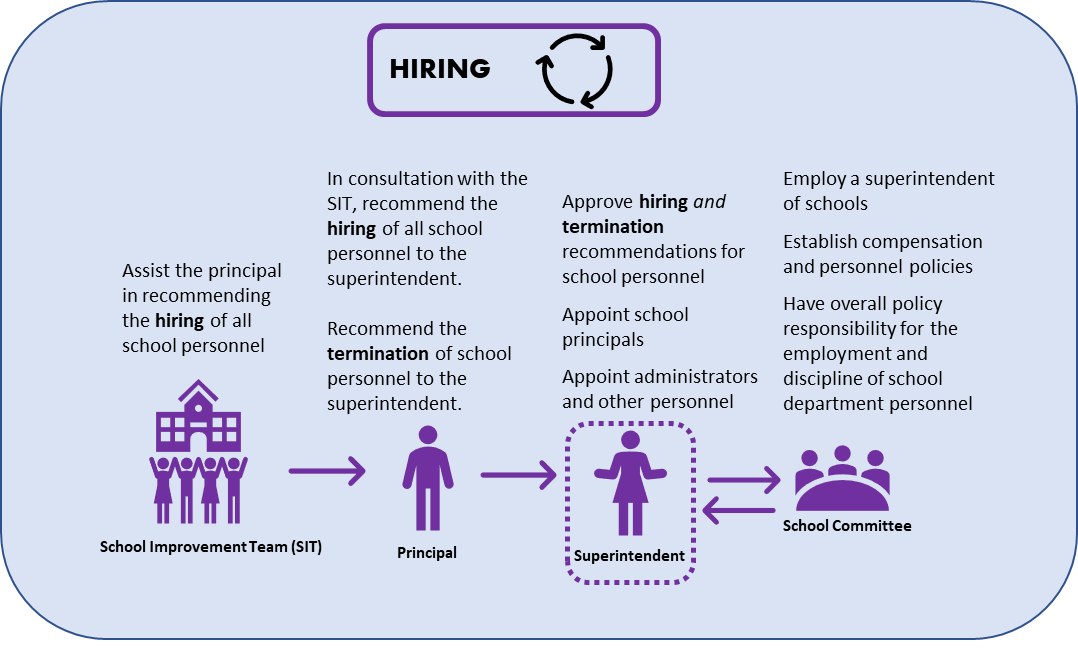 HIRING
Assist the principal
in recommending
the hiring of all
school personnel
School Improvement Team (SIT)
In consultation with the
SIT, recommend the
hiring of all school
personnel to the
superintendent.
Recommend the
termination of school
personnel to the
superintendent.
Principal
Approve hiring and
termination
recommendations for
school personnel
Appoint school
principals
Appoint administrators
and other personnel
Superintendent
Employ a superintendent
of schools
Establish compensation
and personnel policies
Have overall policy
responsibility for the
employment and
discipline of school
department personnel
School Committee